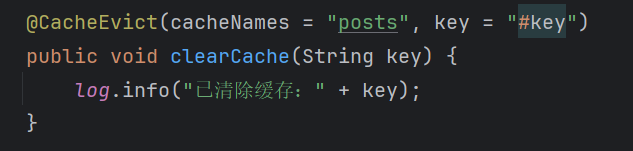 @CacheEvict(cacheNames = "posts", key = "#key")
public void clearCache(String key) {
    log.info("已清除缓存：" + key);
}